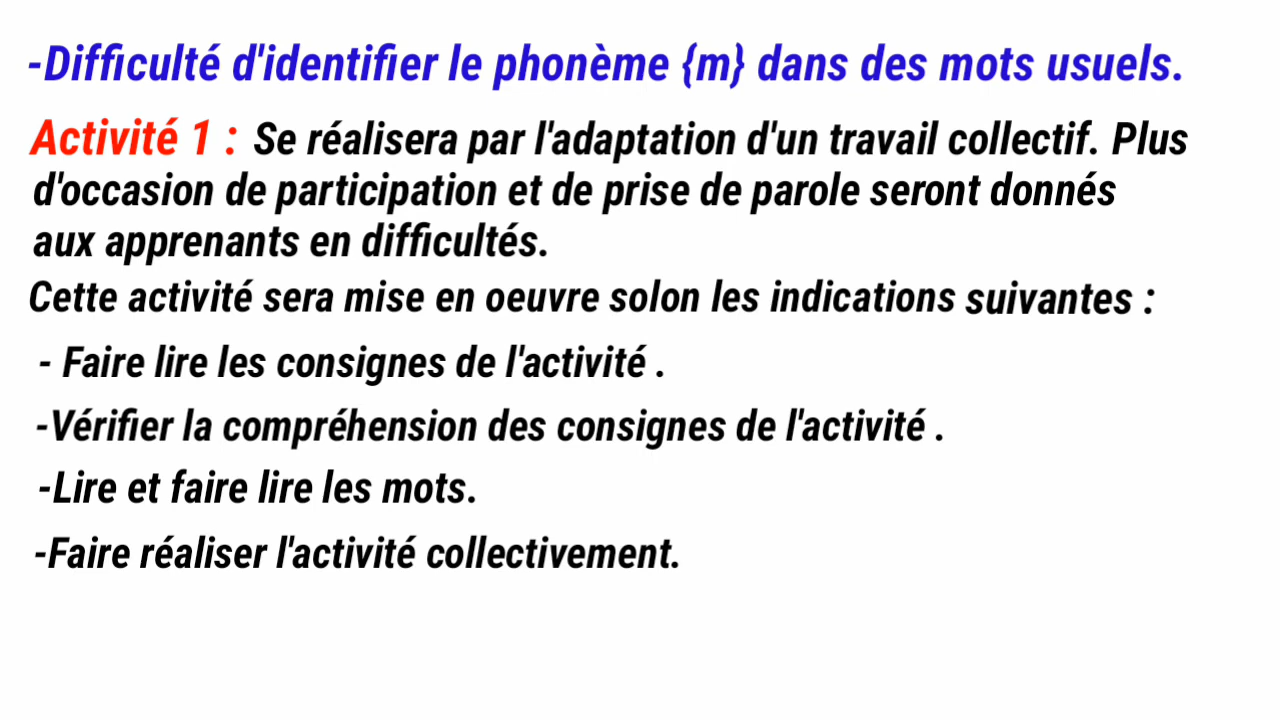 -Difficulté d'identifier le phonème {m} dans des mots usuels.
Activité 1 : Se réalisera par l'adaptation d'un travail collectif. Plus
d'occasion de participation et de prise de parole seront donnés
aux apprenants en difficultés.
Cette activité sera mise en oeuvre solon les indications suivantes :
- Faire lire les consignes de l'activité .
-Vérifier la compréhension des consignes de l'activité .
-Lire et faire lire les mots.
-Faire réaliser l'activité collectivement.